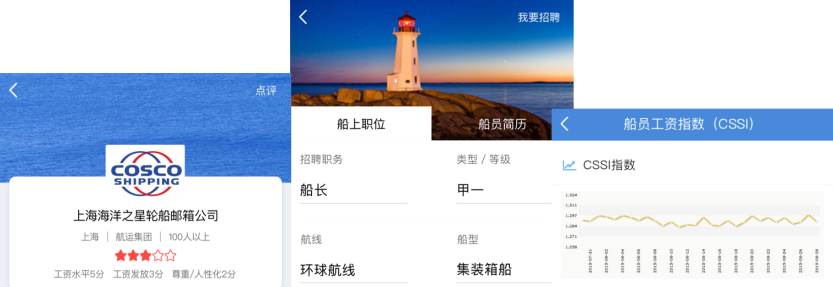 点评
COSCO
SHIPPING
上海海洋之星轮船邮箱公司
上海 | 航运集团 | 100人以上
工资水平5分 工资发放3分 尊重/人性化2分
我要招聘
船上职位 船员简历
招聘职务 类型 / 等级
船长 甲一
航线 船型
环球航线 集装箱船
船员工资指数（CSSI）
CSSI指数
1,324
1,311
1,297
1,284
1,271
1,258